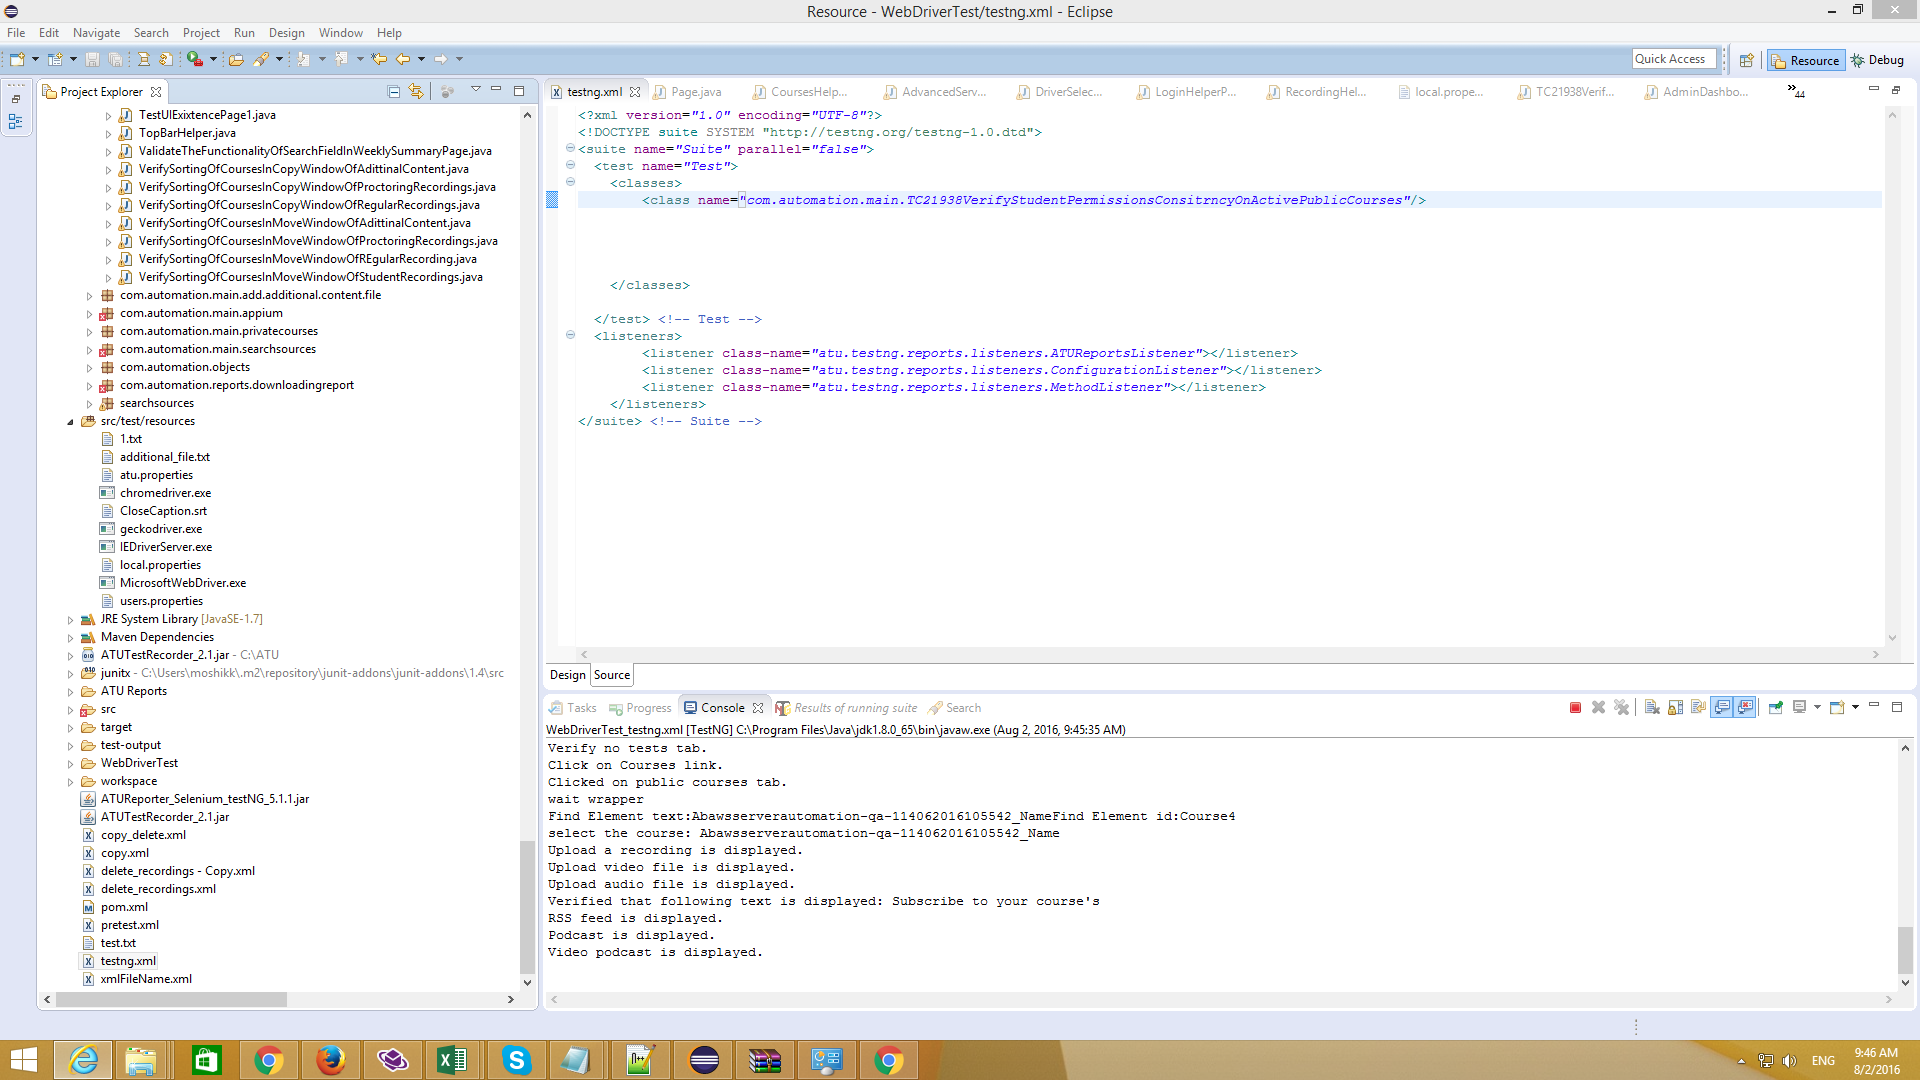 Resource - WebDriverTest/testng.xml - Eclipse
File Edit Navigate Search Project Run Design Window Help
Quick Access
Resource
Debug
Project Explorer
TestUIExixtencePage1.java
TopBarHelper.java
ValidateTheFunctionalityOfSearchFieldInWeeklySummaryPage.java
VerifySortingOfCoursesInCopyWindowOfAdittinalContent.java
VerifySortingOfCoursesInCopyWindowOfProctoringRecordings.java
VerifySortingOfCoursesInCopyWindowOfRegularRecordings.java
VerifySortingOfCoursesInMoveWindowOfAdittinalContent.java
VerifySortingOfCoursesInMoveWindowOfProctoringRecordings.java
VerifySortingOfCoursesInMoveWindowOfREgularRecording.java
VerifySortingOfCoursesInMoveWindowOfStudentRecordings.java
com.automation.main.add.additional.content.file
com.automation.main.appium
com.automation.main.privatecourses
com.automation.main.searchsources
com.automation.objects
com.automation.reports.downloadingreport
searchsources
src/test/resources
1.txt
additional_file.txt
atu.properties
chromedriver.exe
CloseCaption.srt
geckodriver.exe
IEDriverServer.exe
local.properties
MicrosoftWebDriver.exe
users.properties
JRE System Library [JavaSE-1.7]
Maven Dependencies
ATUTestRecorder_2.1.jar - C:\ATU
junitx - C:\Users\moshikk\.m2\repository\junit-addons\junit-addons\1.4\src
ATU Reports
src
target
test-output
WebDriverTest
workspace
ATUReporter_Selenium_testNG_5.1.1.jar
ATUTestRecorder_2.1.jar
copy_delete.xml
copy.xml
delete_recordings - Copy.xml
delete_recordings.xml
pom.xml
pretest.xml
test.txt
testng.xml
xmlFileName.xml
testng.xml Page.java CoursesHelp... AdvancedServ... DriverSelec... LoginHelperP... RecordingHel... local.prope... TC21938Verif... AdminDashbo... »44
<?xml version="1.0" encoding="UTF-8"?>
<!DOCTYPE suite SYSTEM "http://testng.org/testng-1.0.dtd">
<suite name="Suite" parallel="false">
<test name="Test">
<classes>
<class name="com.automation.main.TC21938VerifyStudentPermissionsConsitrncyOnActivePublicCourses"/>
</classes>
</test> <!-- Test -->
<listeners>
<listener class-name="atu.testng.reports.listeners.ATUReportsListener"></listener>
<listener class-name="atu.testng.reports.listeners.ConfigurationListener"></listener>
<listener class-name="atu.testng.reports.listeners.MethodListener"></listener>
</listeners>
</suite> <!-- Suite -->
Design Source
Tasks Progress Console Results of running suite Search
WebDriverTest_testng.xml [TestNG] C:\Program Files\Java\jdk1.8.0_65\bin\javaw.exe (Aug 2, 2016, 9:45:35 AM)
Verify no tests tab.
Click on Courses link.
Clicked on public courses tab.
wait wrapper
Find Element text:Abawsserverautomation-qa-114062016105542_NameFind Element id:Course4
select the course: Abawsserverautomation-qa-114062016105542_Name
Upload a recording is displayed.
Upload video file is displayed.
Upload audio file is displayed.
Verified that following text is displayed: Subscribe to your course's
RSS feed is displayed.
Podcast is displayed.
Video podcast is displayed.
ENG
9:46 AM
8/2/2016